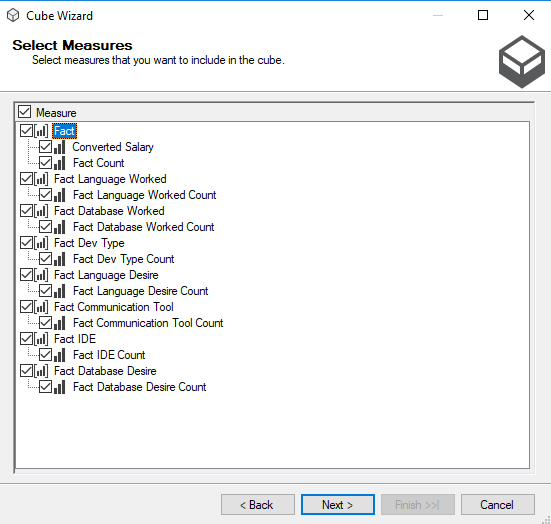 Cube Wizard
Select Measures
Select measures that you want to include in the cube.
Measure
Fact
Converted Salary
Fact Count
Fact Language Worked
Fact Language Worked Count
Fact Database Worked
Fact Database Worked Count
Fact Dev Type
Fact Dev Type Count
Fact Language Desire
Fact Language Desire Count
Fact Communication Tool
Fact Communication Tool Count
Fact IDE
Fact IDE Count
Fact Database Desire
Fact Database Desire Count
< Back Next > Finish >>| Cancel